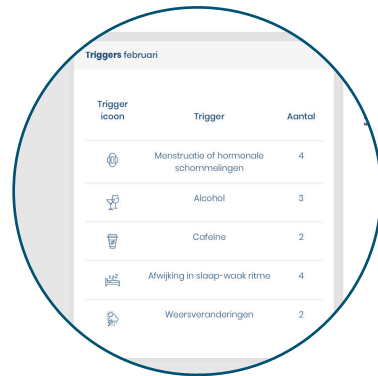 Triggers februari
Trigger
icoon
Trigger
Aantal
Menstruatie of hormonale
schommelingen
4
Alcohol
3
Cafeïne
2
Afwijking in slaap-waak ritme
4
Weersveranderingen
2